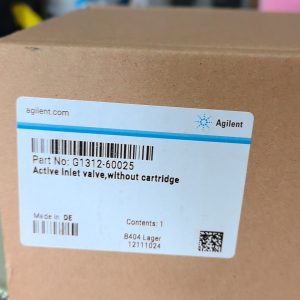 agilent.com
Agilent
Part No: G1312-60025
Active inlet valve,without cartridge
Made in DE
Contents: 1
B404 Lager
12111024